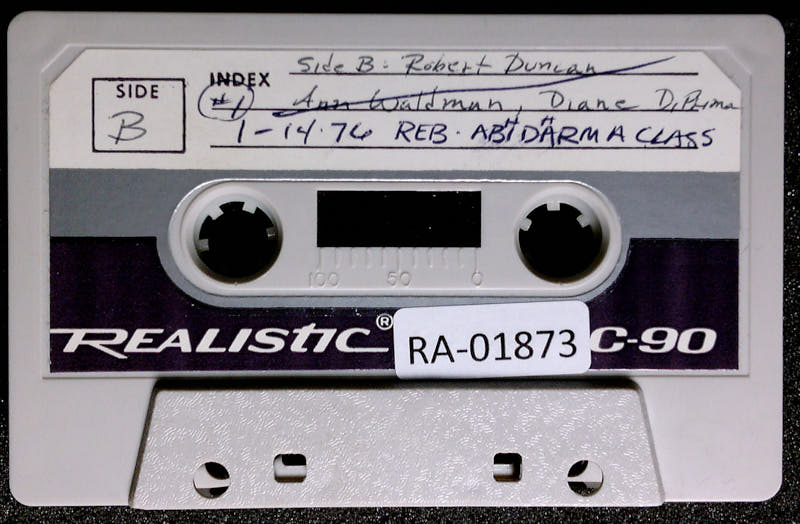 Side B: Robert Duncan
SIDE INDEX
B #1 Ann Waldman, Diane DiPrima
1-14-76 REB. ABIDARMA CLASS
100 50 0
REALISTIC® C-90
RA-01873